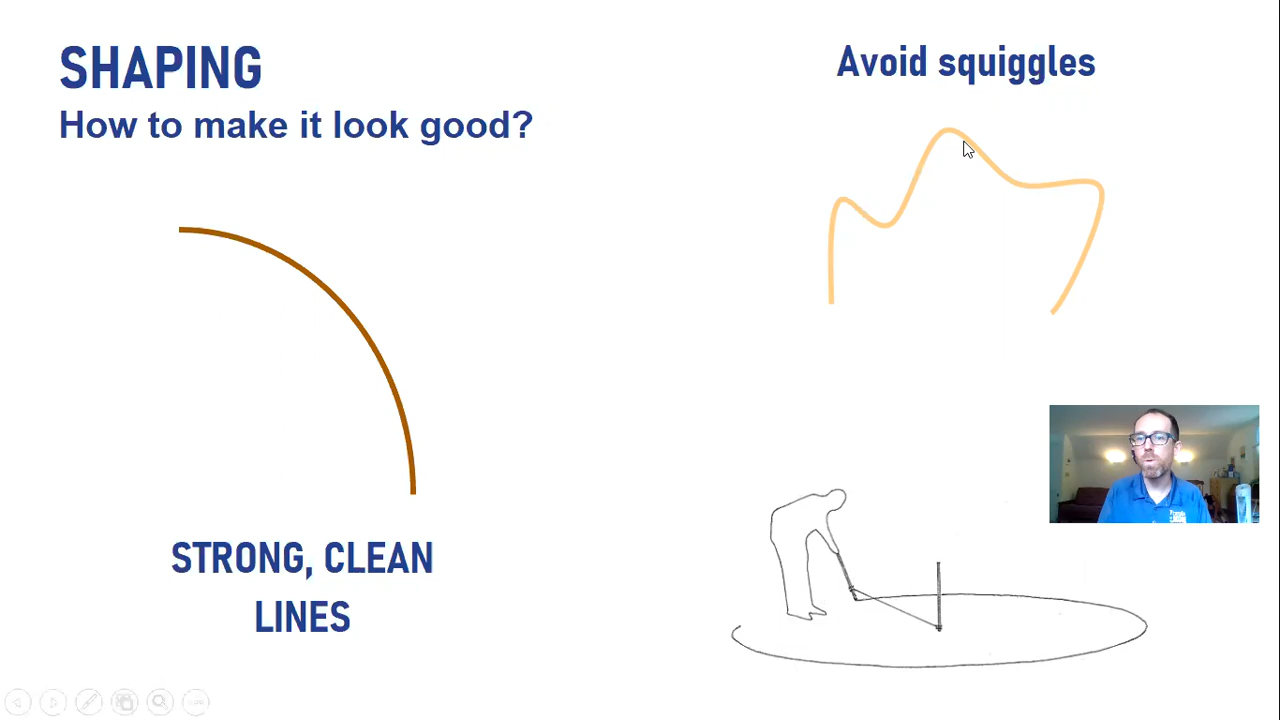 SHAPING
How to make it look good?
Avoid squiggles
STRONG, CLEAN
LINES